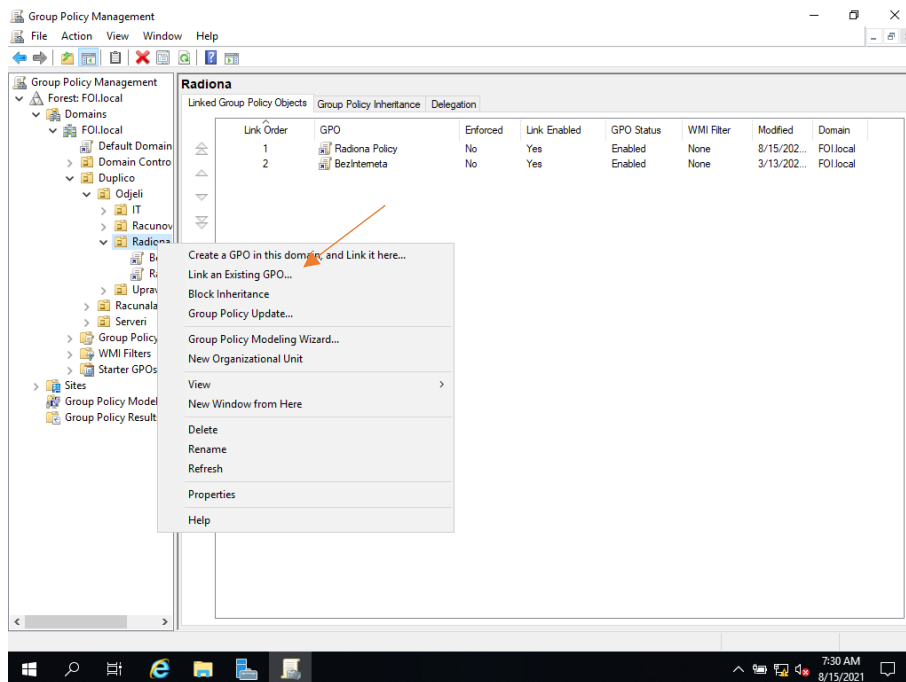 Group Policy Management
File Action View Window Help
Group Policy Management
Forest: FOI.local
Domains
FOI.local
Default Domain
Domain Contro
Duplico
Odjeli
IT
Racunov
Radiona
Racunala
Serveri
Group Policy
WMI Filters
Starter GPOs
Sites
Group Policy Model
Group Policy Result
Radiona
Linked Group Policy Objects Group Policy Inheritance Delegation
Link Order GPO Enforced Link Enabled GPO Status WMI Filter Modified Domain
1 Radiona Policy No Yes Enabled None 8/15/202... FOI.local
2 BezInterneta No Yes Enabled None 3/13/202... FOI.local
Create a GPO in this domain, and Link it here...
Link an Existing GPO...
Block Inheritance
Group Policy Update...
Group Policy Modeling Wizard...
New Organizational Unit
View
New Window from Here
Delete
Rename
Refresh
Properties
Help
7:30 AM
8/15/2021